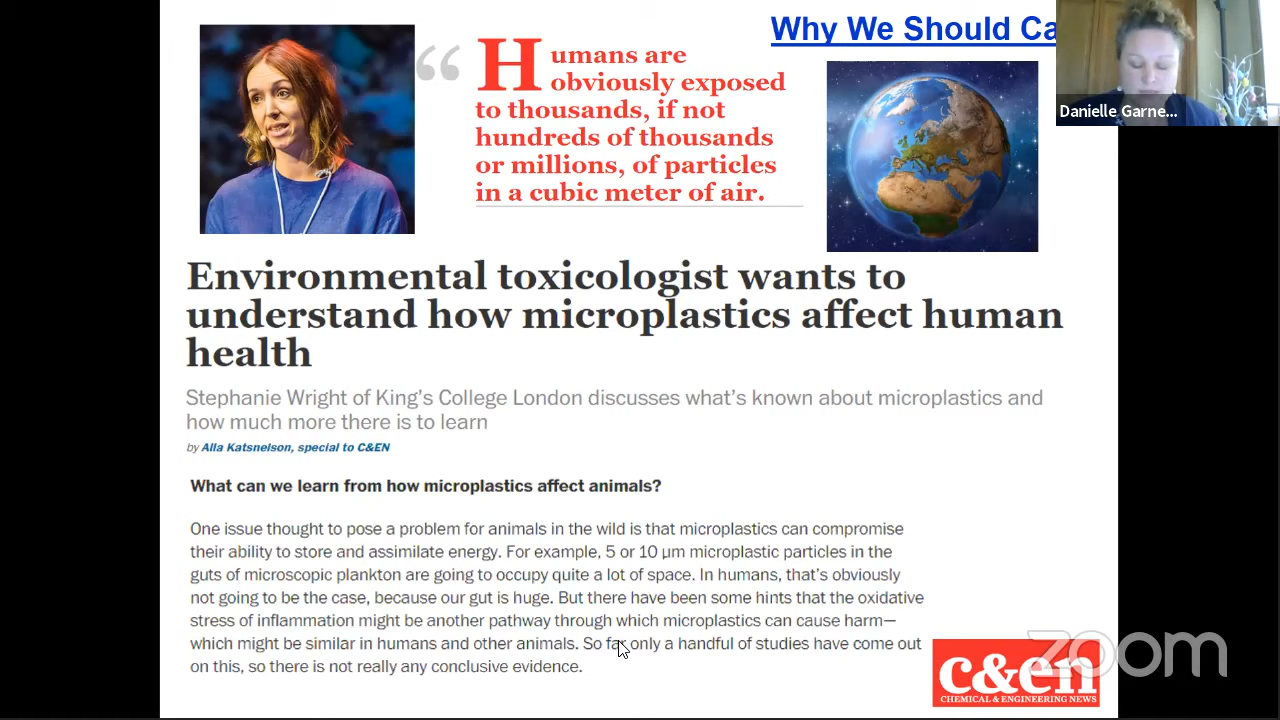 Why We Should Ca
Danielle Garne...
“
Humans are
obviously exposed
to thousands, if not
hundreds of thousands
or millions, of particles
in a cubic meter of air.
Environmental toxicologist wants to
understand how microplastics affect human
health
Stephanie Wright of King's College London discusses what's known about microplastics and
how much more there is to learn
by Alla Katsnelson, special to C&EN
What can we learn from how microplastics affect animals?
One issue thought to pose a problem for animals in the wild is that microplastics can compromise
their ability to store and assimilate energy. For example, 5 or 10 μm microplastic particles in the
guts of microscopic plankton are going to occupy quite a lot of space. In humans, that's obviously
not going to be the case, because our gut is huge. But there have been some hints that the oxidative
stress of inflammation might be another pathway through which microplastics can cause harm—
which might be similar in humans and other animals. So far only a handful of studies have come out
on this, so there is not really any conclusive evidence.
c&en
CHEMICAL & ENGINEERING NEWS
zoom